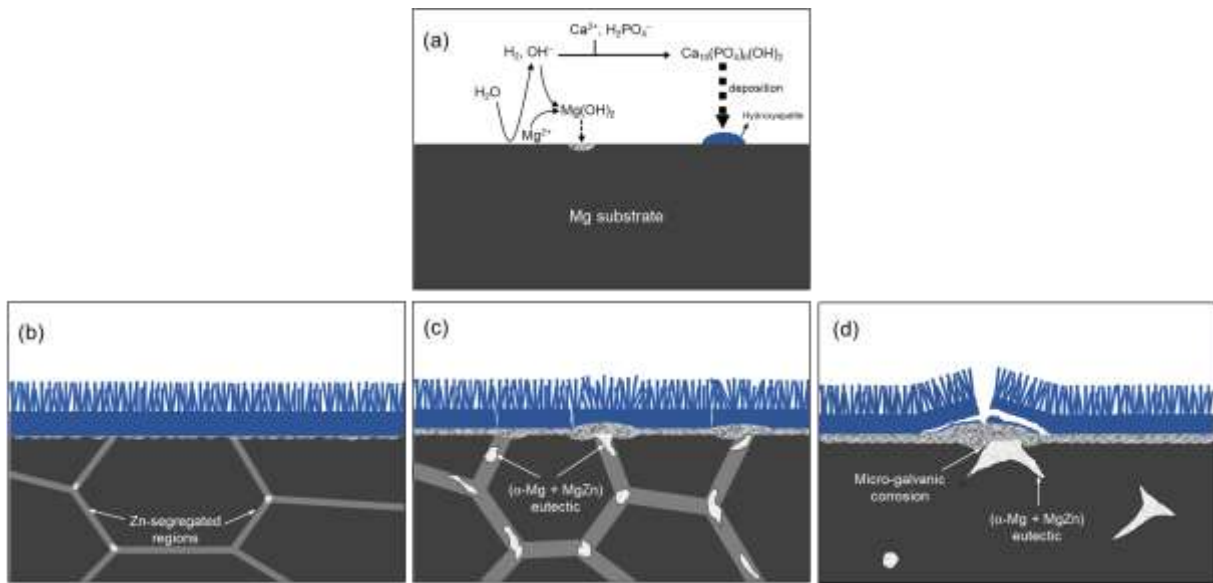 (a)
Ca²⁺, H₂PO₄⁻
H₂, OH⁻
Ca₁₀(PO₄)₆(OH)₂
H₂O
deposition
Mg(OH)₂
Hydroxyapatite
Mg²⁺
Mg substrate
(b)
Zn-segregated
regions
(c)
(α-Mg + MgZn)
eutectic
(d)
Micro-galvanic
corrosion
(α-Mg + MgZn)
eutectic